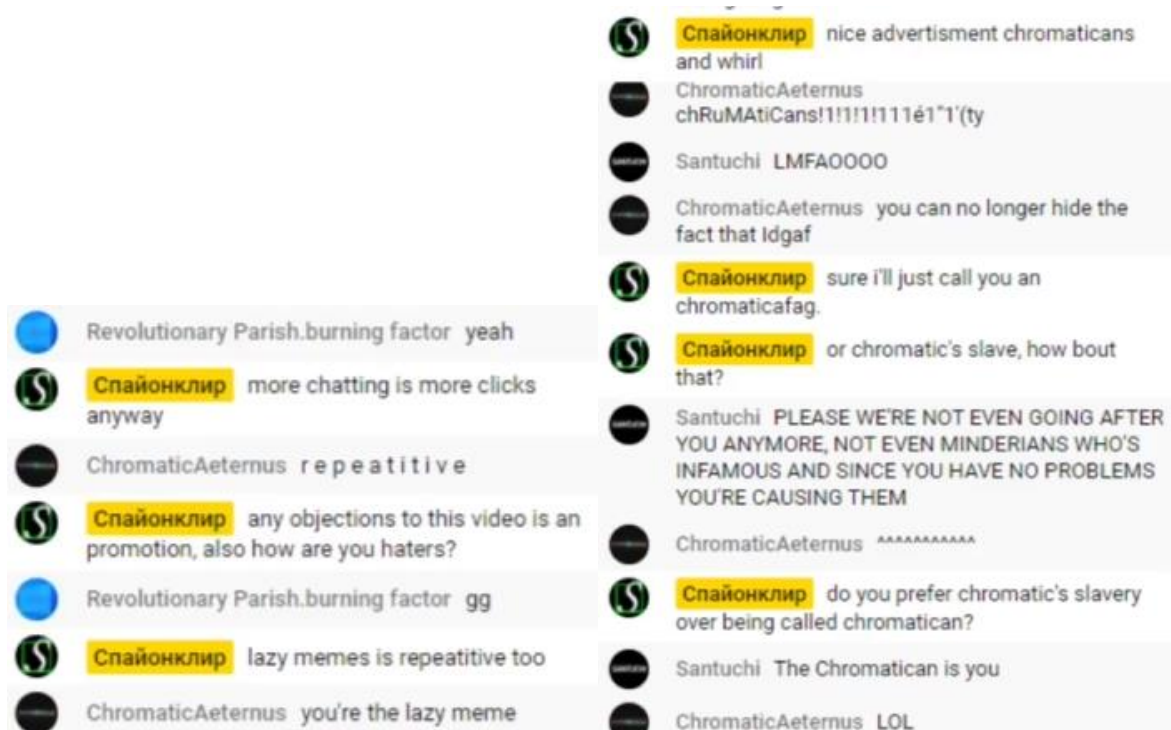 Revolutionary Parish.burning factor yeah
Спайонклир more chatting is more clicks
anyway
ChromaticAeternus r e p e a t i t i v e
Спайонклир any objections to this video is an
promotion, also how are you haters?
Revolutionary Parish.burning factor gg
Спайонклир lazy memes is repeatitive too
ChromaticAeternus you're the lazy meme
Спайонклир nice advertisment chromaticans
and whirl
ChromaticAeternus
chRuMAtiCans!1!1!1!111é1"1'(ty
Santuchi LMFAOOOO
ChromaticAeternus you can no longer hide the
fact that Idgaf
Спайонклир sure i'll just call you an
chromaticafag.
Спайонклир or chromatic's slave, how bout
that?
Santuchi PLEASE WE'RE NOT EVEN GOING AFTER
YOU ANYMORE, NOT EVEN MINDERIANS WHO'S
INFAMOUS AND SINCE YOU HAVE NO PROBLEMS
YOU'RE CAUSING THEM
ChromaticAeternus ^^^^^^^^^^^
Спайонклир do you prefer chromatic's slavery
over being called chromatican?
Santuchi The Chromatican is you
ChromaticAeternus LOL